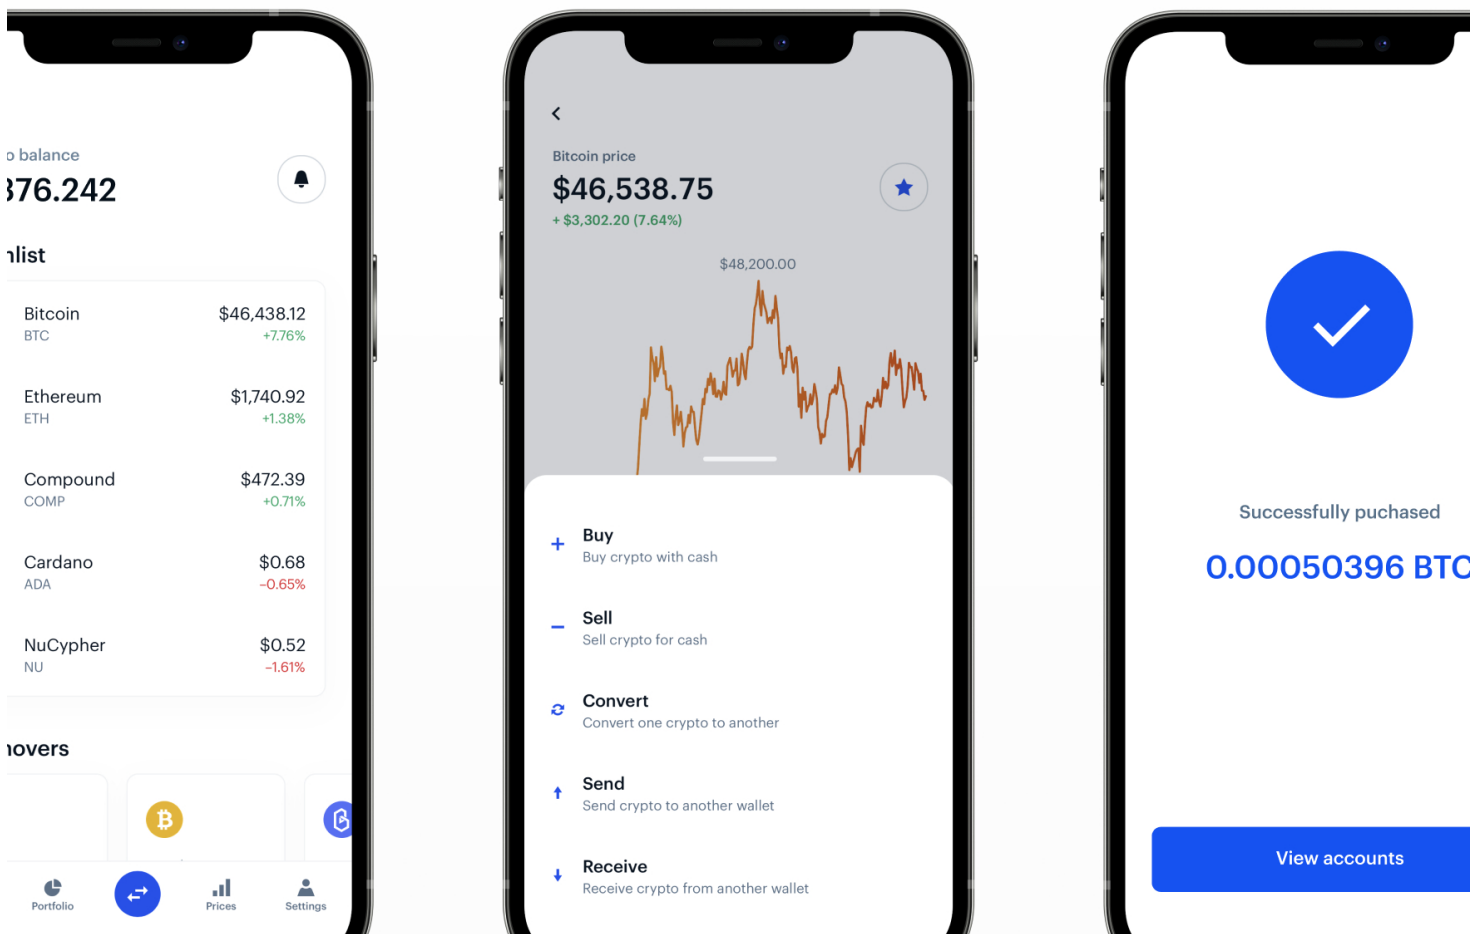 balance
376.242
Bitcoin
$46,438.12
BTC
+7.76%
Ethereum
$1,740.92
ETH
+1.38%
Compound
$472.39
COMP
+0.71%
Cardano
$0.68
ADA
–0.65%
NuCypher
$0.52
NU
–1.61%
Portfolio
Prices
Settings
Bitcoin price
$46,538.75
+ $3,302.20 (7.64%)
$48,200.00
Buy
Buy crypto with cash
Sell
Sell crypto for cash
Convert
Convert one crypto to another
Send
Send crypto to another wallet
Receive
Receive crypto from another wallet
Successfully puchased
0.00050396 BTC
View accounts